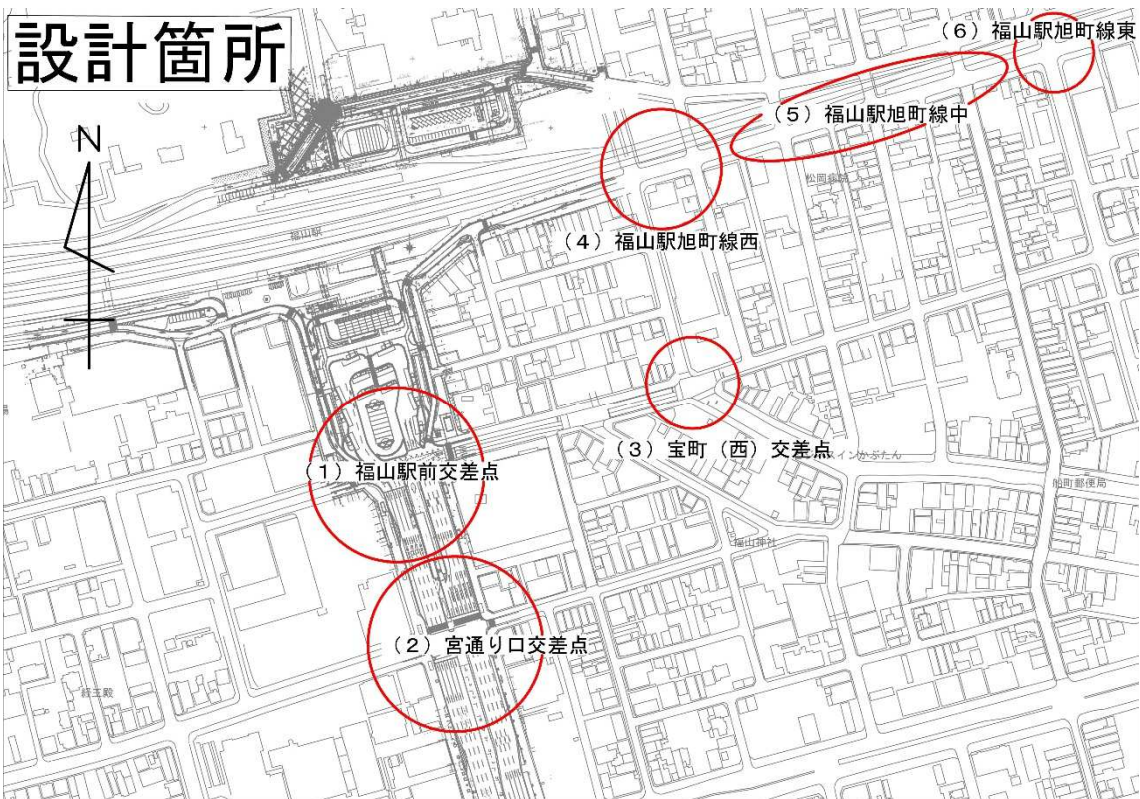 設計箇所
N
(6) 福山駅旭町線東
(5) 福山駅旭町線中
松岡病院
(4) 福山駅旭町線西
福山駅
(3) 宝町(西)交差点
インかぶたん
(1) 福山駅前交差点
船町郵便局
福山神社
(2) 宮通り口交差点
経王殿